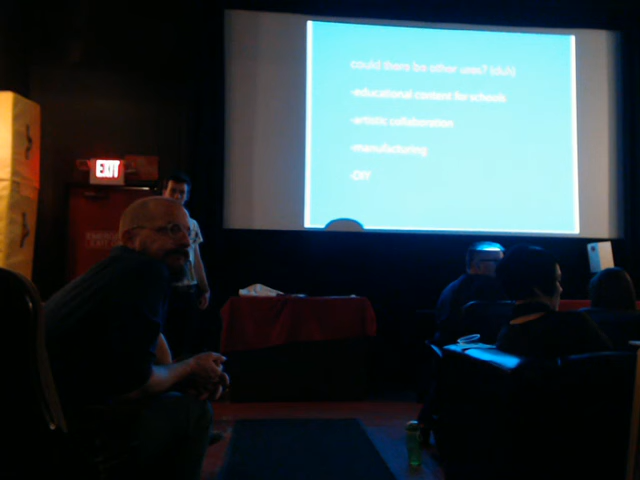 could there be other uses? (duh)
-educational content for schools
-artistic collaboration
-manufacturing
-DIY
EXIT